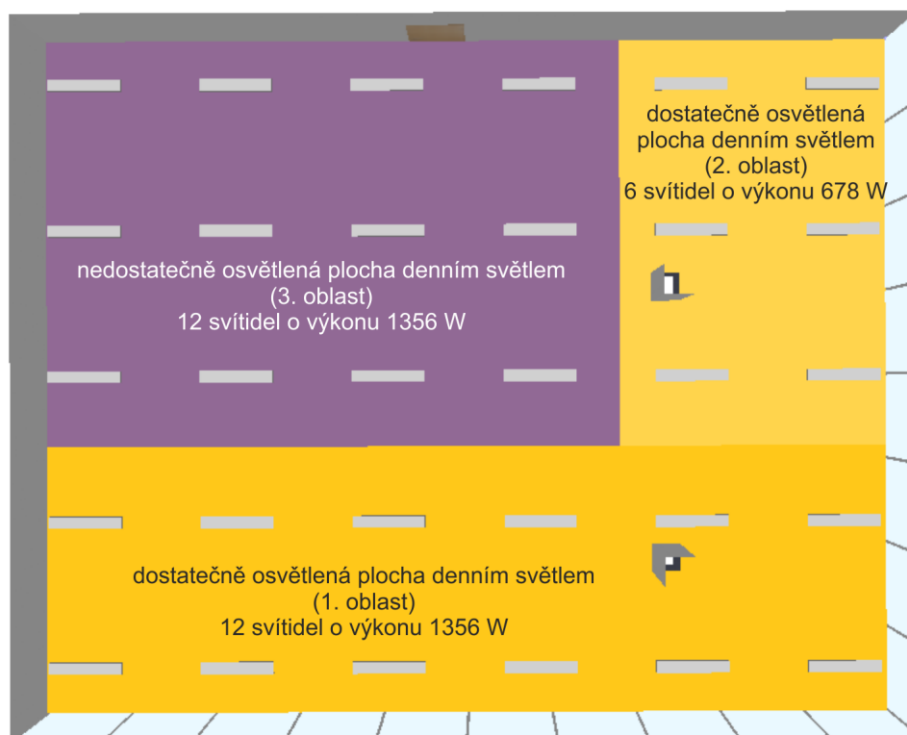 dostatečně osvětlená
plocha denním světlem
(2. oblast)
6 svítidel o výkonu 678 W
nedostatečně osvětlená plocha denním světlem
(3. oblast)
12 svítidel o výkonu 1356 W
dostatečně osvětlená plocha denním světlem
(1. oblast)
12 svítidel o výkonu 1356 W